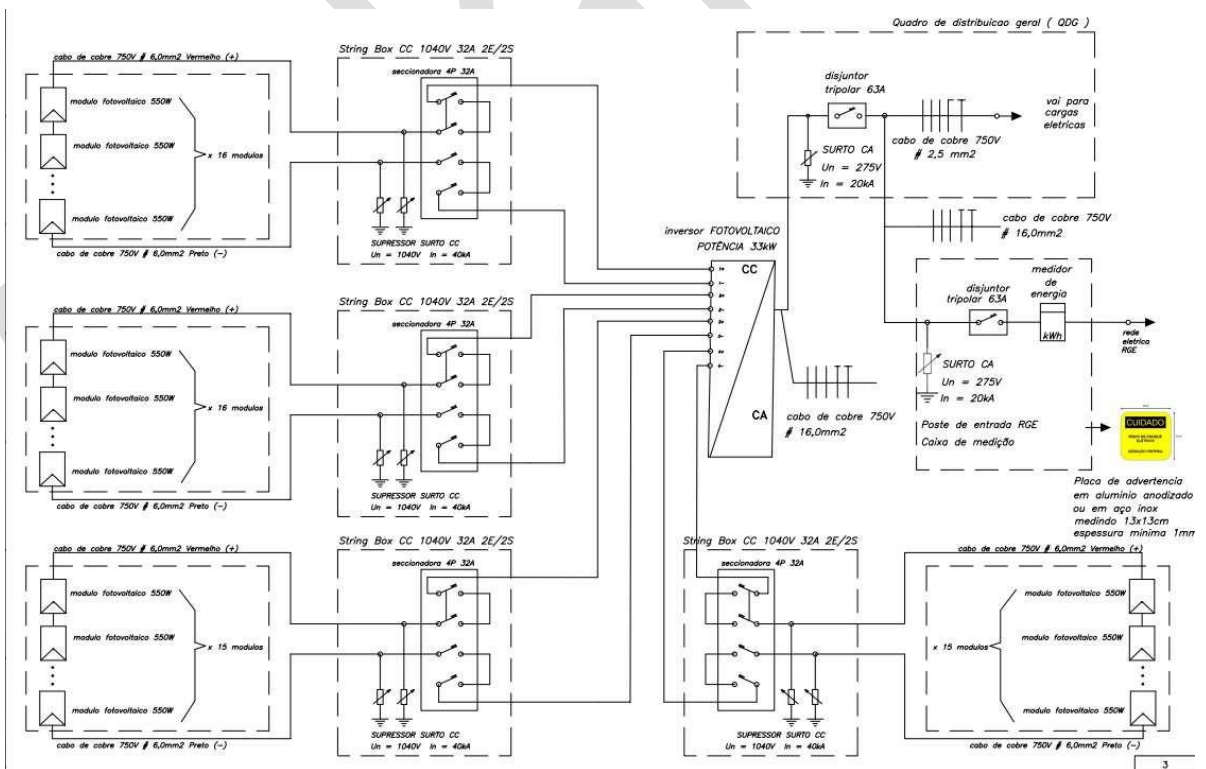 cabo de cobre 750V # 6,0mm2 Vermelho (+)
modulo fotovoltaico 550W
modulo fotovoltaico 550W
x 16 modulos
modulo fotovoltaico 550W
cabo de cobre 750V # 6,0mm2 Preto (-)
String Box CC 1040V 32A 2E/2S
seccionadora 4P 32A
SUPRESSOR SURTO CC
Un = 1040V In = 40kA
cabo de cobre 750V # 6,0mm2 Vermelho (+)
modulo fotovoltaico 550W
modulo fotovoltaico 550W
x 16 modulos
modulo fotovoltaico 550W
cabo de cobre 750V # 6,0mm2 Preto (-)
String Box CC 1040V 32A 2E/2S
seccionadora 4P 32A
SUPRESSOR SURTO CC
Un = 1040V In = 40kA
cabo de cobre 750V # 6,0mm2 Vermelho (+)
modulo fotovoltaico 550W
modulo fotovoltaico 550W
x 15 modulos
modulo fotovoltaico 550W
cabo de cobre 750V # 6,0mm2 Preto (-)
String Box CC 1040V 32A 2E/2S
seccionadora 4P 32A
SUPRESSOR SURTO CC
Un = 1040V In = 40kA
inversor FOTOVOLTAICO
POTÊNCIA 33kW
CC
1+
1-
2+
2-
CA
cabo de cobre 750V
# 16,0mm2
Quadro de distribuicao geral ( QDG )
disjuntor
tripolar 63A
SURTO CA
Un = 275V
In = 20kA
cabo de cobre 750V
# 2,5 mm2
vai para
cargas
eletricas
cabo de cobre 750V
# 16,0mm2
disjuntor
tripolar 63A
medidor
de
energia
kWh
rede
eletrica
RGE
SURTO CA
Un = 275V
In = 20kA
Poste de entrada RGE
Caixa de medição
CUIDADO
RISCO DE CHOQUE
ELÉTRICO
GERAÇÃO PRÓPRIA
Placa de advertencia
em aluminio anodizado
ou em aço inox
medindo 13x13cm
espessura minima 1mm
String Box CC 1040V 32A 2E/2S
seccionadora 4P 32A
SUPRESSOR SURTO CC
Un = 1040V In = 40kA
cabo de cobre 750V # 6,0mm2 Vermelho (+)
modulo fotovoltaico 550W
x 15 modulos
modulo fotovoltaico 550W
modulo fotovoltaico 550W
cabo de cobre 750V # 6,0mm2 Preto (-)
3